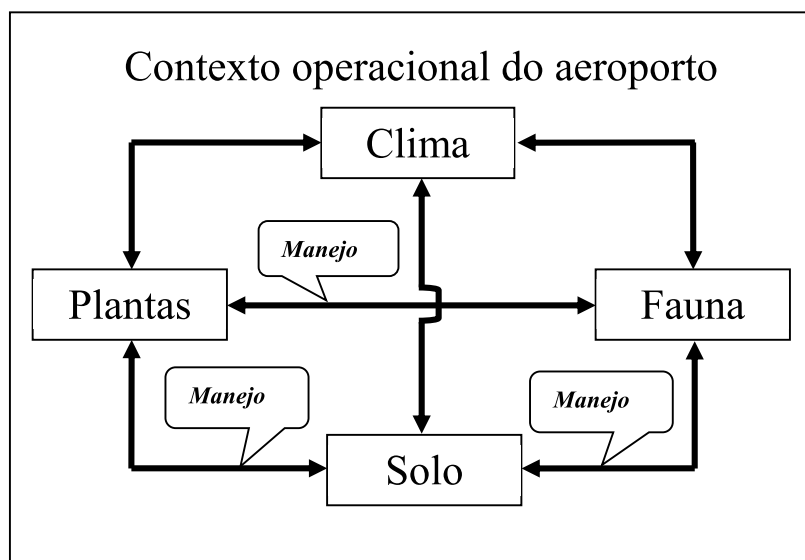 Contexto operacional do aeroporto
Clima
Manejo
Plantas
Fauna
Manejo
Manejo
Solo